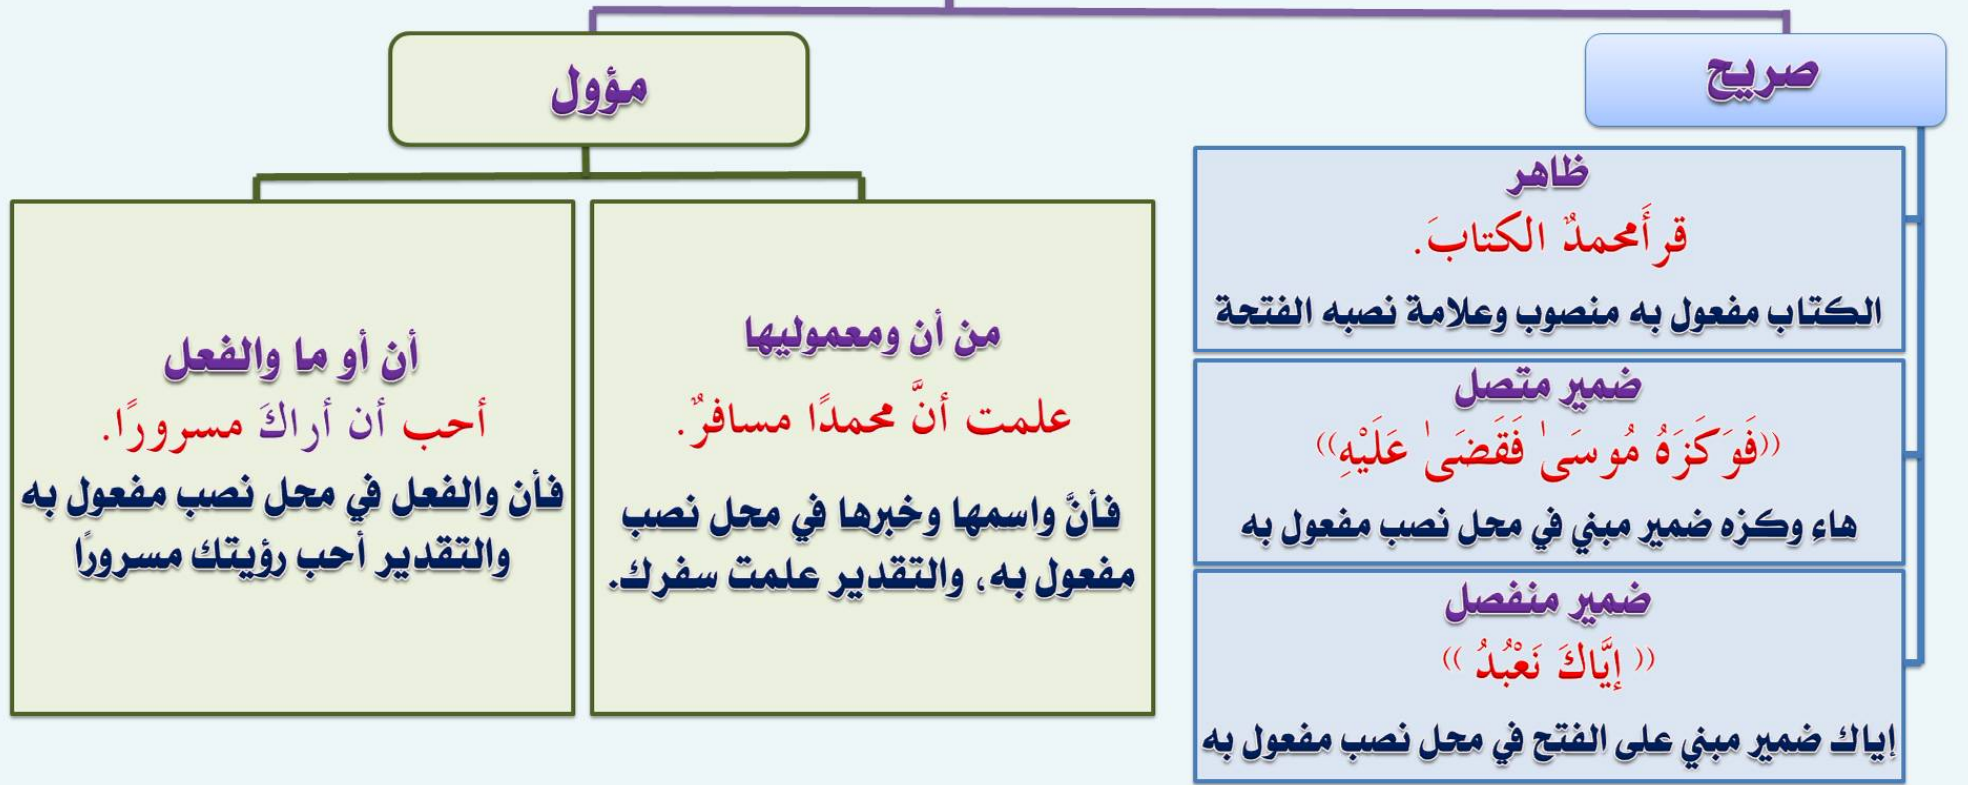 صريح
ظاهر
قرأَمحمدٌ الكتابَ.
الكتاب مفعول به منصوب وعلامة نصبه الفتحة
ضمير متصل
((فَوَكَزَهُ مُوسَىٰ فَقَضَىٰ عَلَيْهِ))
هاء وكزه ضمير مبني في محل نصب مفعول به
ضمير منفصل
(( إِيَّاكَ نَعْبُدُ ))
إياك ضمير مبني على الفتح في محل نصب مفعول به
مؤول
من أن ومعموليها
علمت أنَّ محمدًا مسافرٌ.
فأنَّ واسمها وخبرها في محل نصب
مفعول به، والتقدير علمت سفرك.
أن أو ما والفعل
أحب أن أراكَ مسرورًا.
فأن والفعل في محل نصب مفعول به
والتقدير أحب رؤيتك مسرورًا